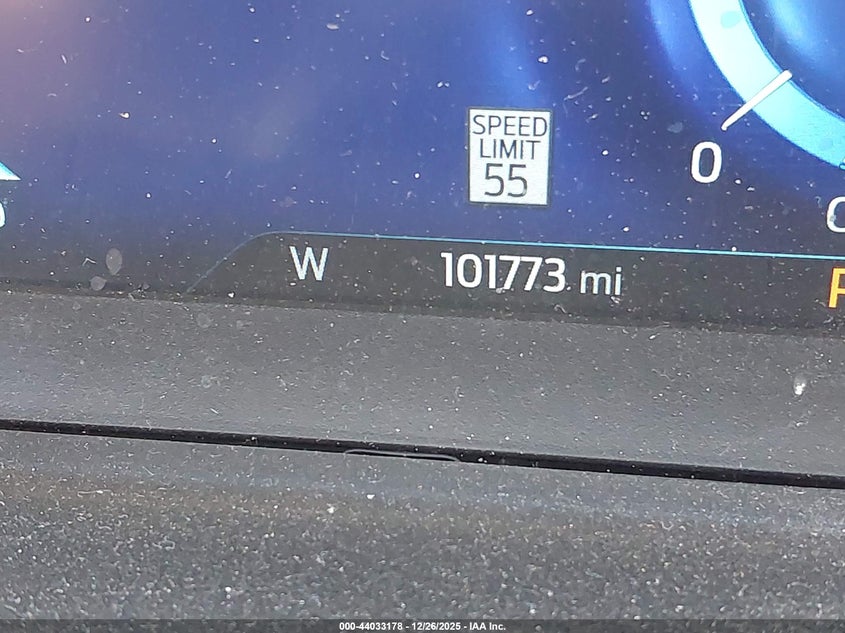 SPEED
LIMIT
55
0
W
101773 mi
000-44033178 - 12/26/2025 - IAA Inc.